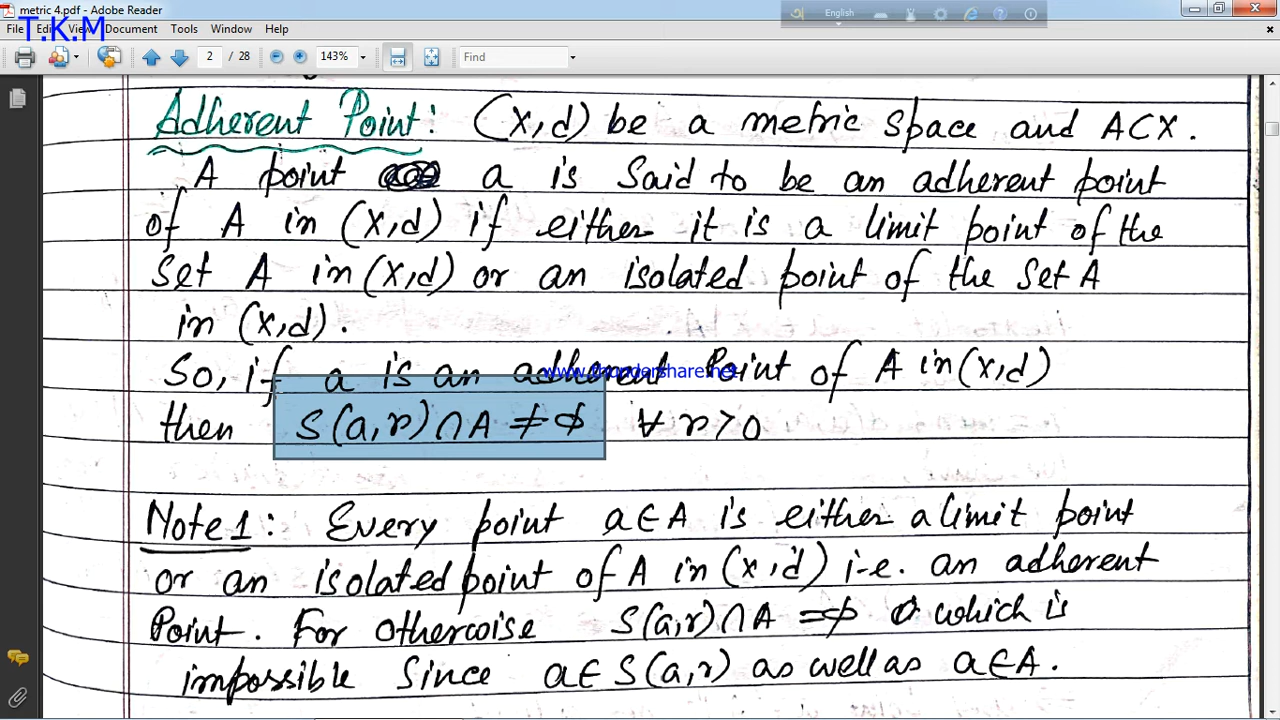 metric 4.pdf - Adobe Reader
English
T.K.M
File Edit Document Tools Window Help
2 / 28 143% Find
Adherent Point: (X,d) be a metric space and A⊂X.
A point a is said to be an adherent point
of A in (X,d) if either it is a limit point of the
set A in (X,d) or an isolated point of the set A
in (X,d).
So, if a is an adherent Point of A in (X,d)
www.thundershare.net
then S(a,r)∩A ≠ ϕ ∀ r>0
Note 1: Every point a∈A is either a limit point
or an isolated point of A in (X,d) i.e. an adherent
Point. For otherwise S(a,r)∩A = ϕ which is
impossible since a∈S(a,r) as well as a∈A.